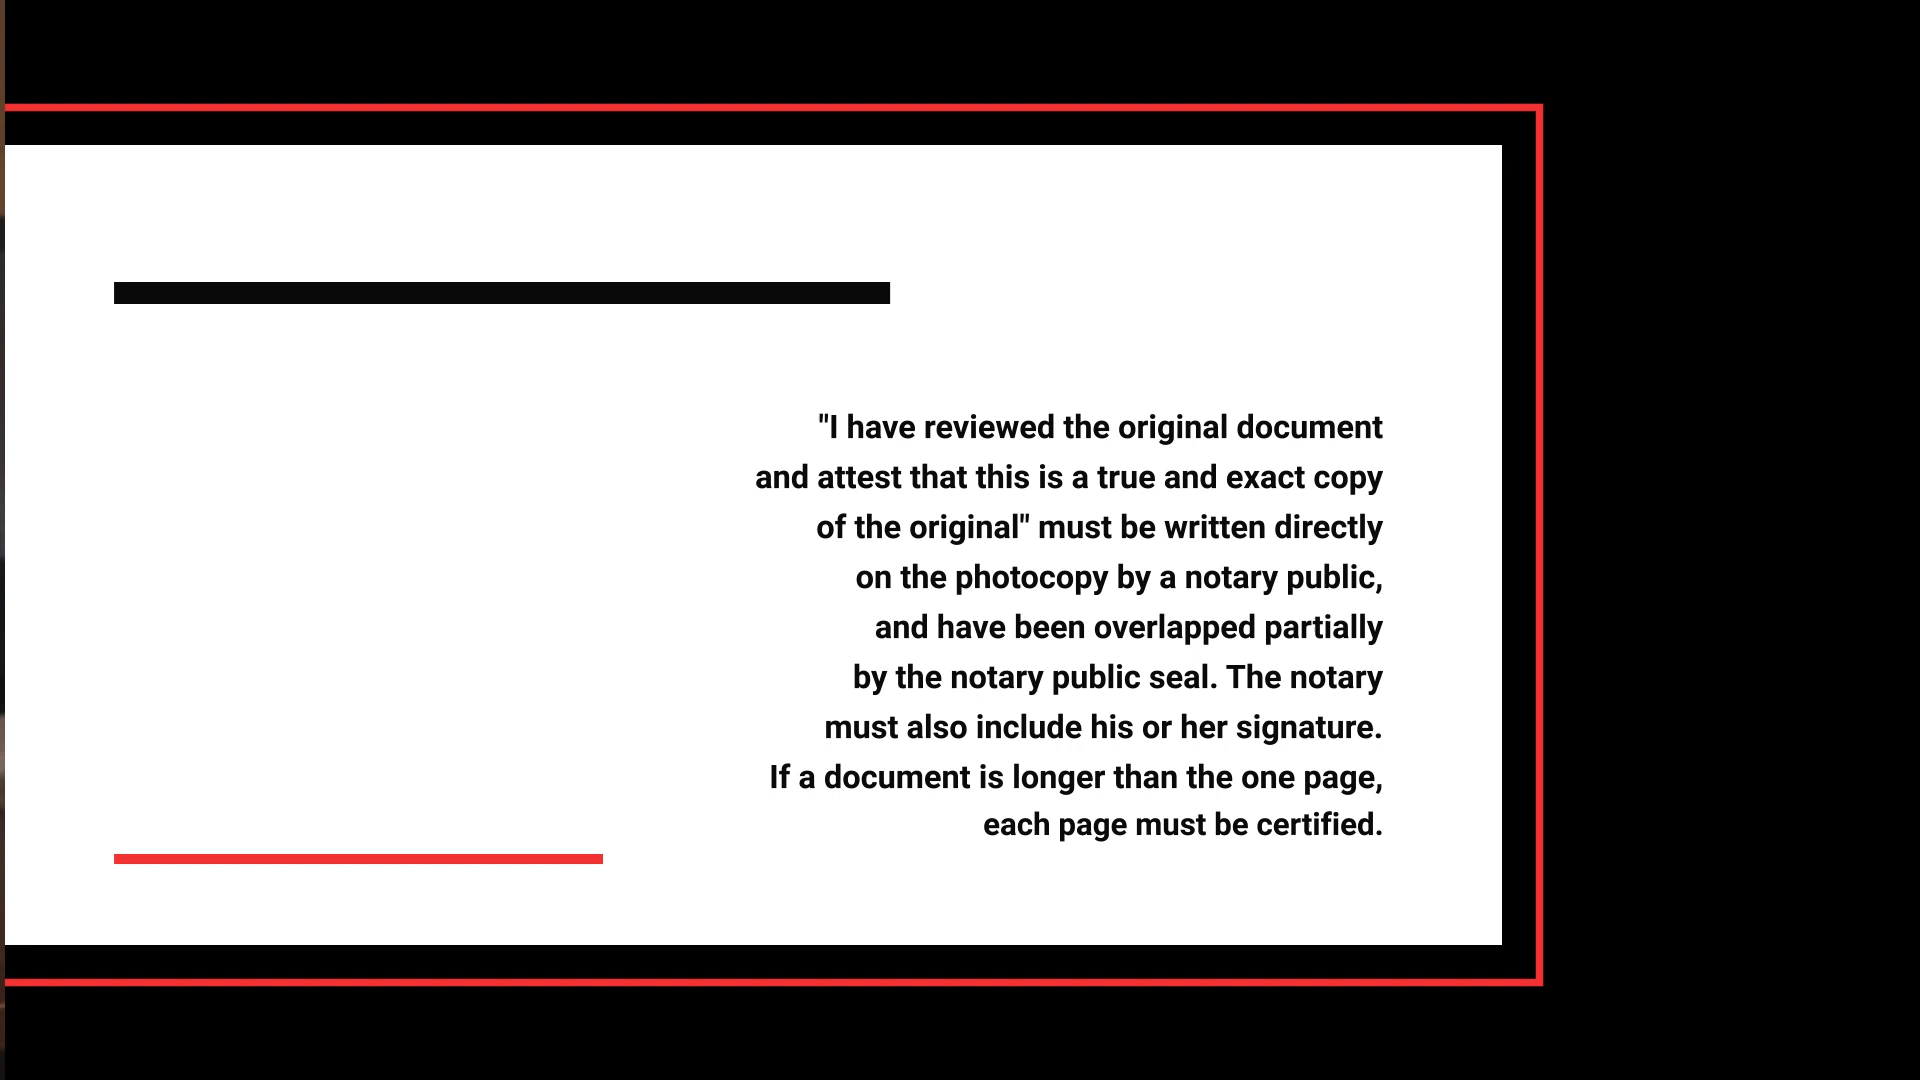 "I have reviewed the original document
and attest that this is a true and exact copy
of the original" must be written directly
on the photocopy by a notary public,
and have been overlapped partially
by the notary public seal. The notary
must also include his or her signature.
If a document is longer than the one page,
each page must be certified.